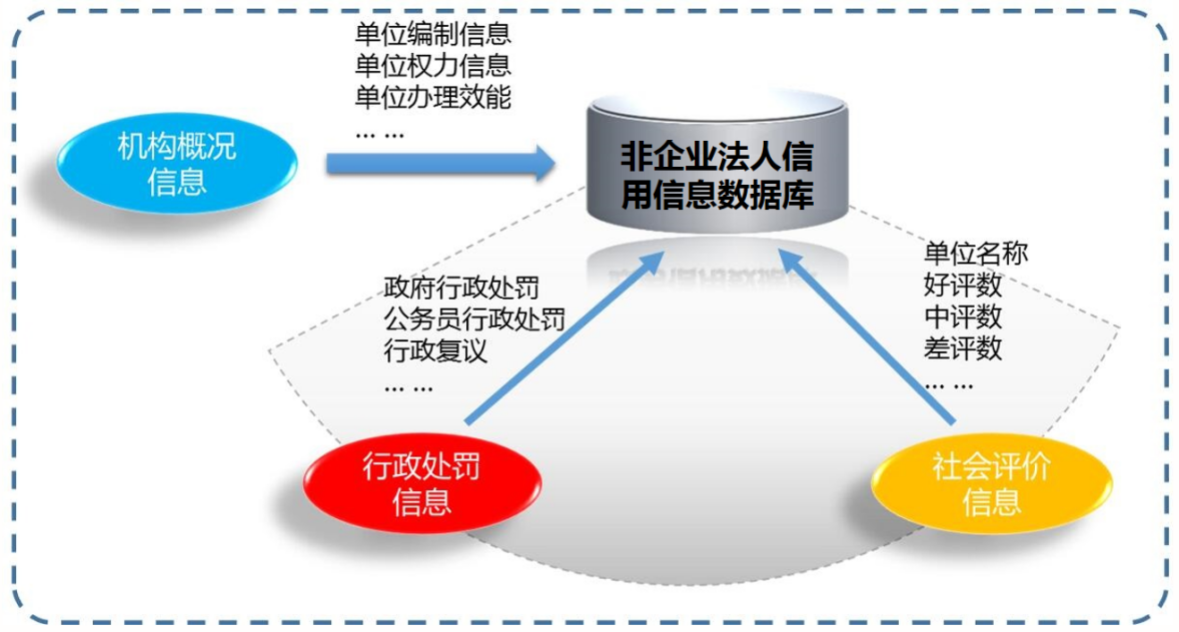 单位编制信息
单位权力信息
单位办理效能
... ...
机构概况
信息
非企业法人信
用信息数据库
政府行政处罚
公务员行政处罚
行政复议
... ...
单位名称
好评数
中评数
差评数
... ...
行政处罚
信息
社会评价
信息